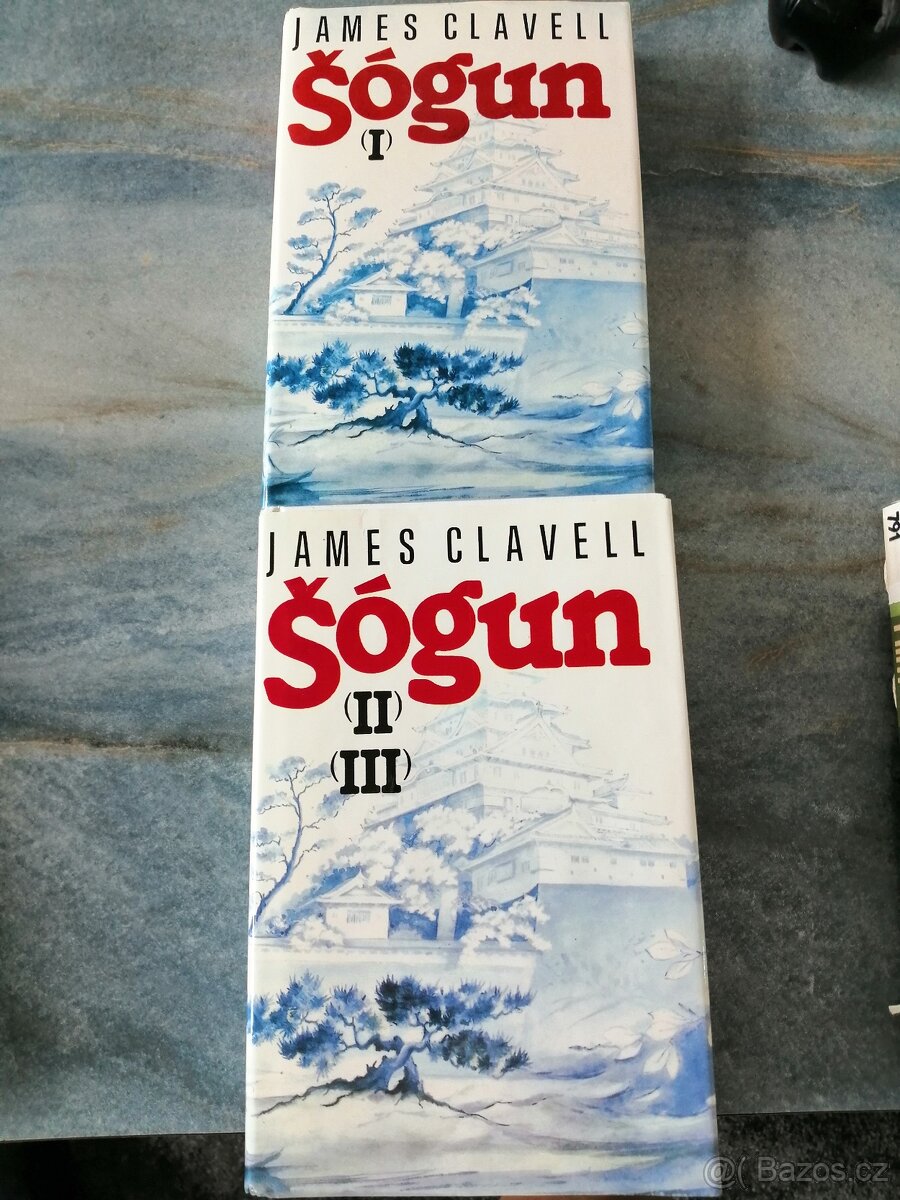 JAMES CLAVELL
Šógun
(I)
JAMES CLAVELL
Šógun
(II)
(III)
@( Bazos.cz